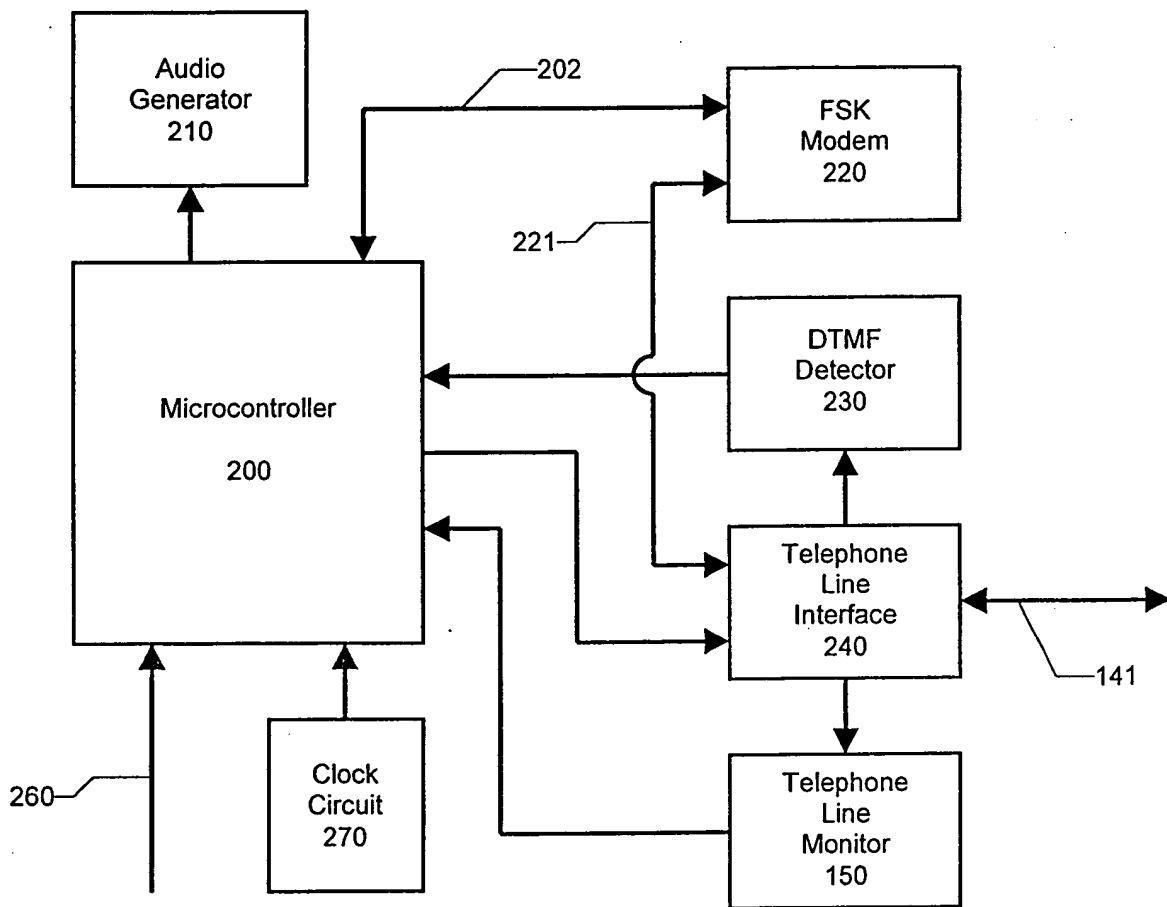 Audio
Generator
210
202
FSK
Modem
220
221
DTMF
Detector
230
Microcontroller
200
Telephone
Line
Interface
240
141
260
Clock
Circuit
270
Telephone
Line
Monitor
150